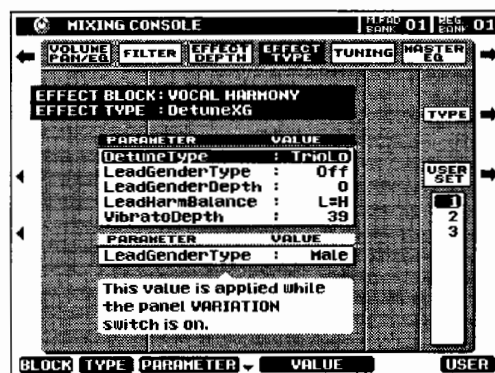 MIXING CONSOLE
M.PAD BANK 01 REG BANK 01
VOLUME PAN/EQ FILTER EFFECT DEPTH EFFECT TYPE TUNING MASTER EQ
EFFECT BLOCK:VOCAL HARMONY
EFFECT TYPE :DetuneXG
TYPE
PARAMETER VALUE
DetuneType : TrioLo
LeadGenderType : Off
LeadGenderDepth : 0
LeadHarmBalance : L=H
VibratoDepth : 39
USER SET
1
2
3
PARAMETER VALUE
LeadGenderType : Male
This value is applied while
the panel VARIATION
switch is on.
BLOCK TYPE PARAMETER VALUE USER